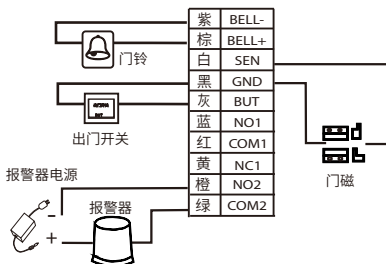 紫 BELL-
棕 BELL+
白 SEN
黑 GND
灰 BUT
蓝 NO1
红 COM1
黄 NC1
橙 NO2
绿 COM2
门铃
出门开关
报警器电源
报警器
-
+
门磁